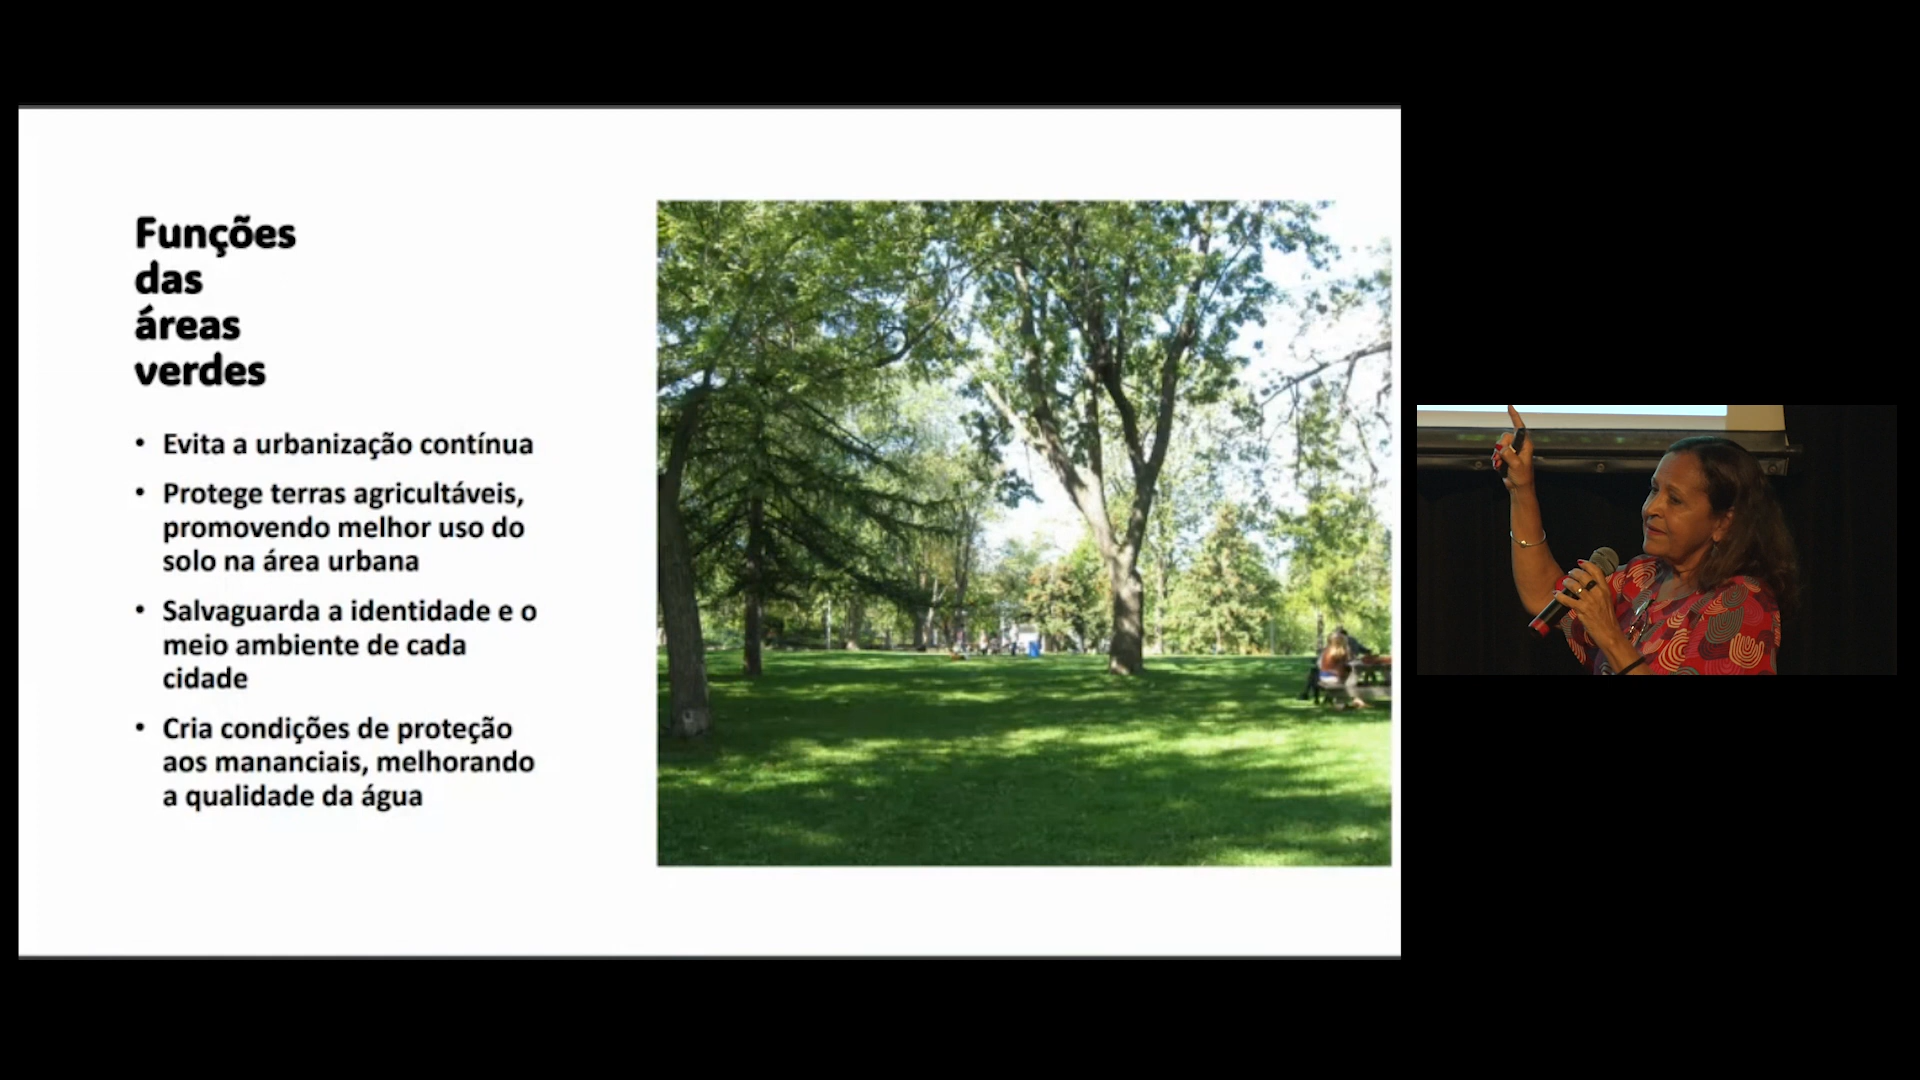 Funções
das
áreas
verdes
• Evita a urbanização contínua
• Protege terras agricultáveis,
promovendo melhor uso do
solo na área urbana
• Salvaguarda a identidade e o
meio ambiente de cada
cidade
• Cria condições de proteção
aos mananciais, melhorando
a qualidade da água